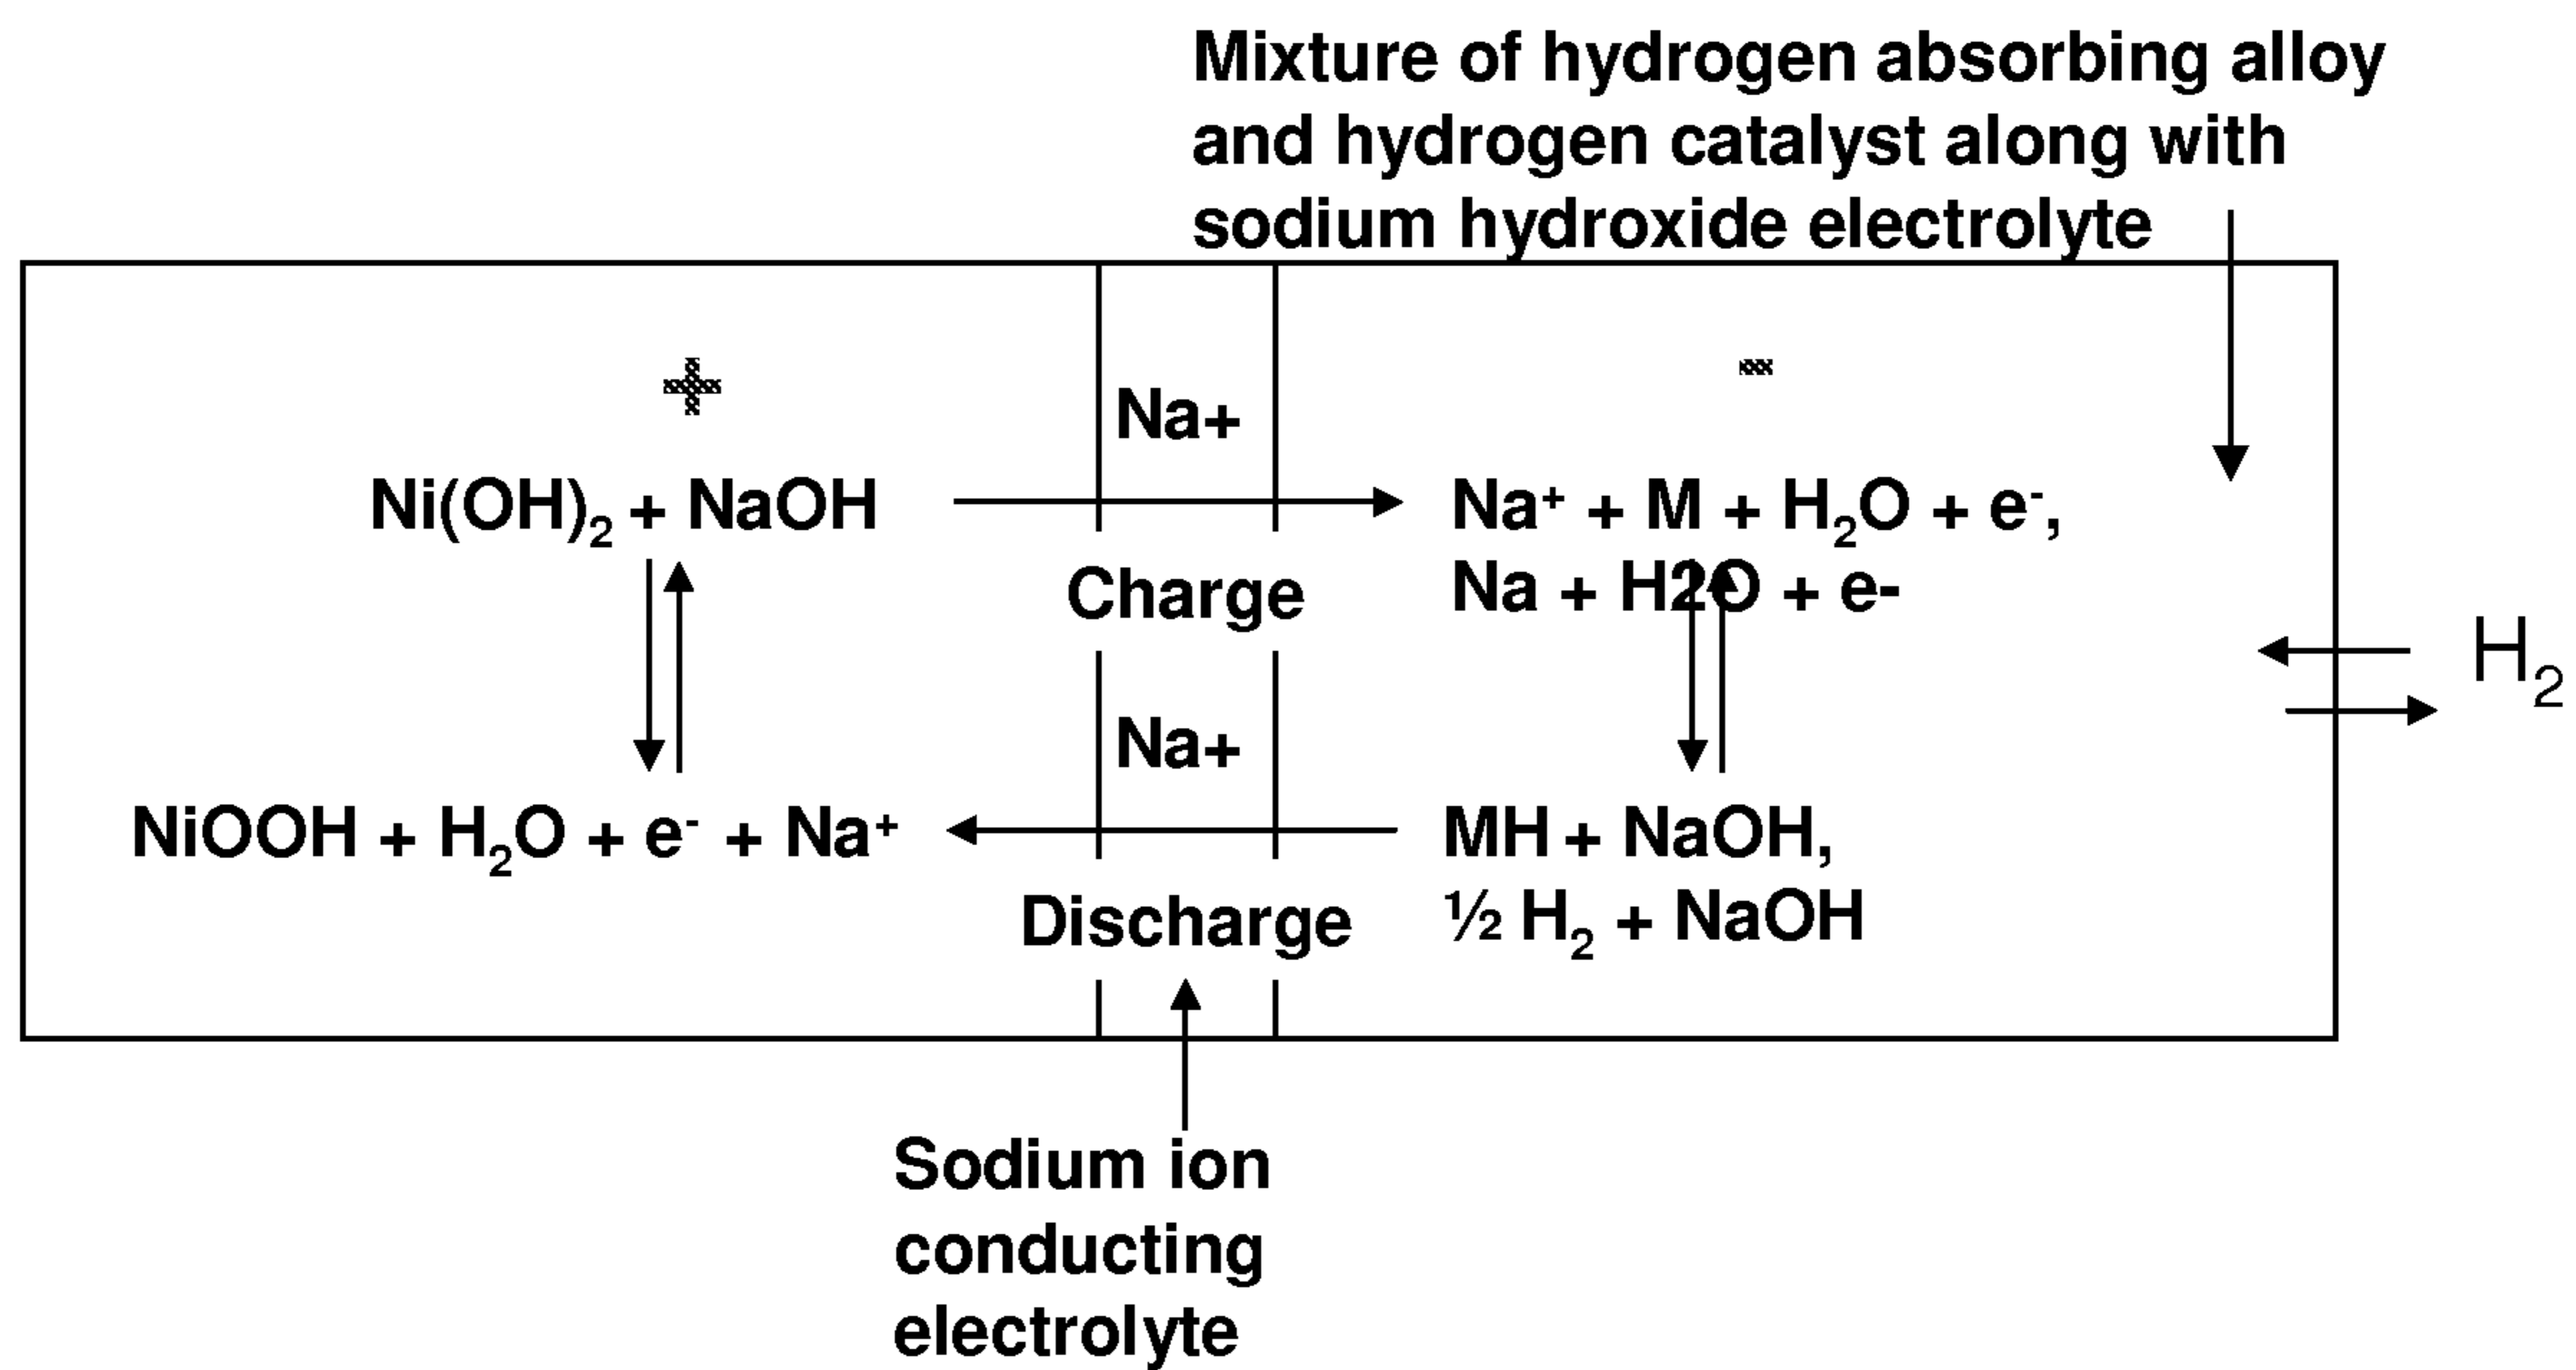 Mixture of hydrogen absorbing alloy
and hydrogen catalyst along with
sodium hydroxide electrolyte
+
-
Na+
Ni(OH)₂ + NaOH
Na⁺ + M + H₂O + e⁻,
Na + H2O + e-
Charge
H₂
Na+
NiOOH + H₂O + e⁻ + Na⁺
MH + NaOH,
½ H₂ + NaOH
Discharge
Sodium ion
conducting
electrolyte